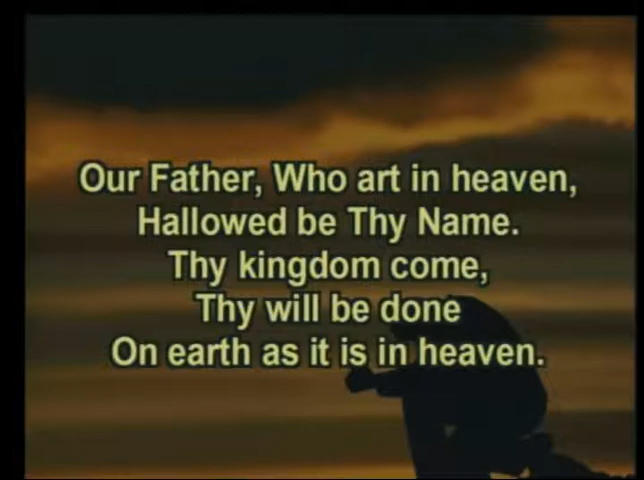 Our Father, Who art in heaven,
Hallowed be Thy Name.
Thy kingdom come,
Thy will be done
On earth as it is in heaven.